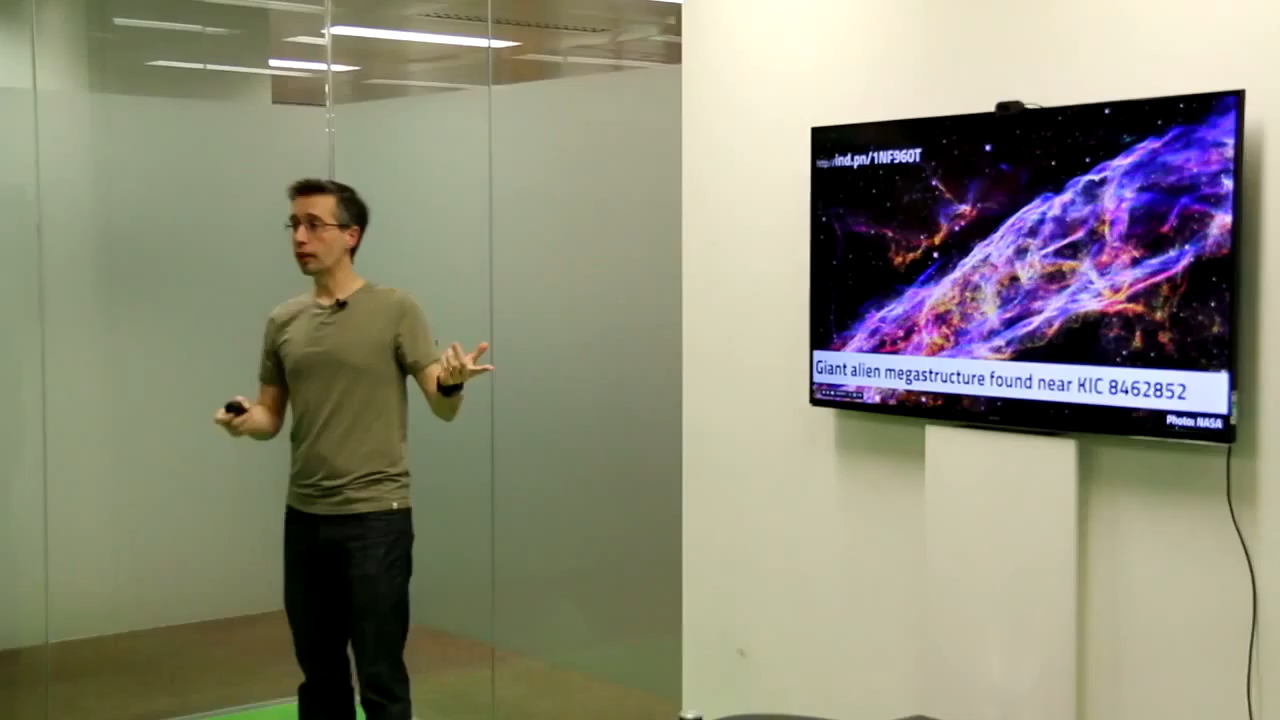 http://ind.pn/1NF960T
Giant alien megastructure found near KIC 8462852
Photo: NASA